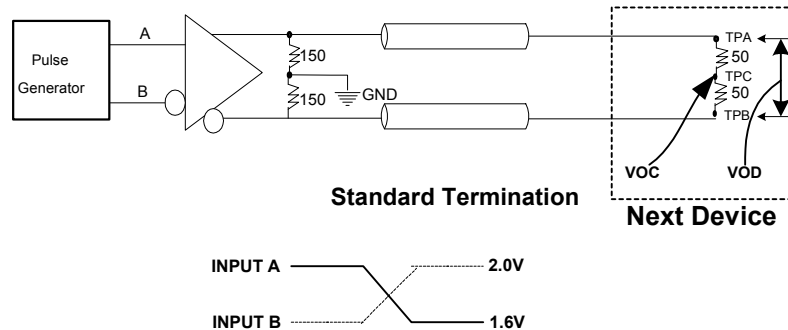 A
TPA
Pulse
Generator
150
50
TPC
B
150
GND
50
TPB
VOC
VOD
Standard Termination
Next Device
INPUT A
2.0V
INPUT B
1.6V